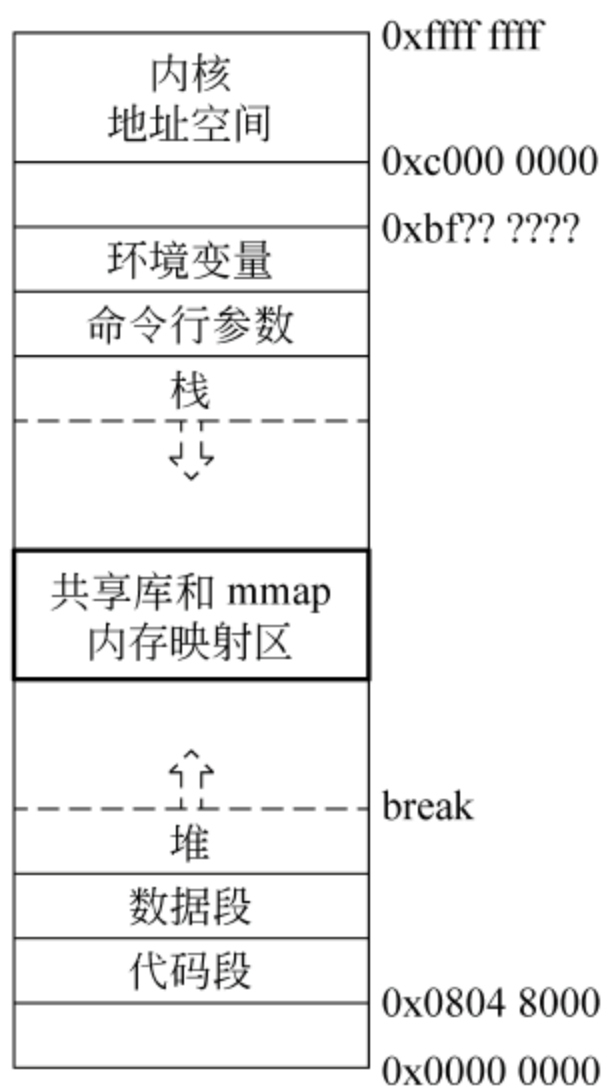 0xffff ffff
内核
地址空间
0xc000 0000
0xbf?? ????
环境变量
命令行参数
栈
共享库和 mmap
内存映射区
break
堆
数据段
代码段
0x0804 8000
0x0000 0000